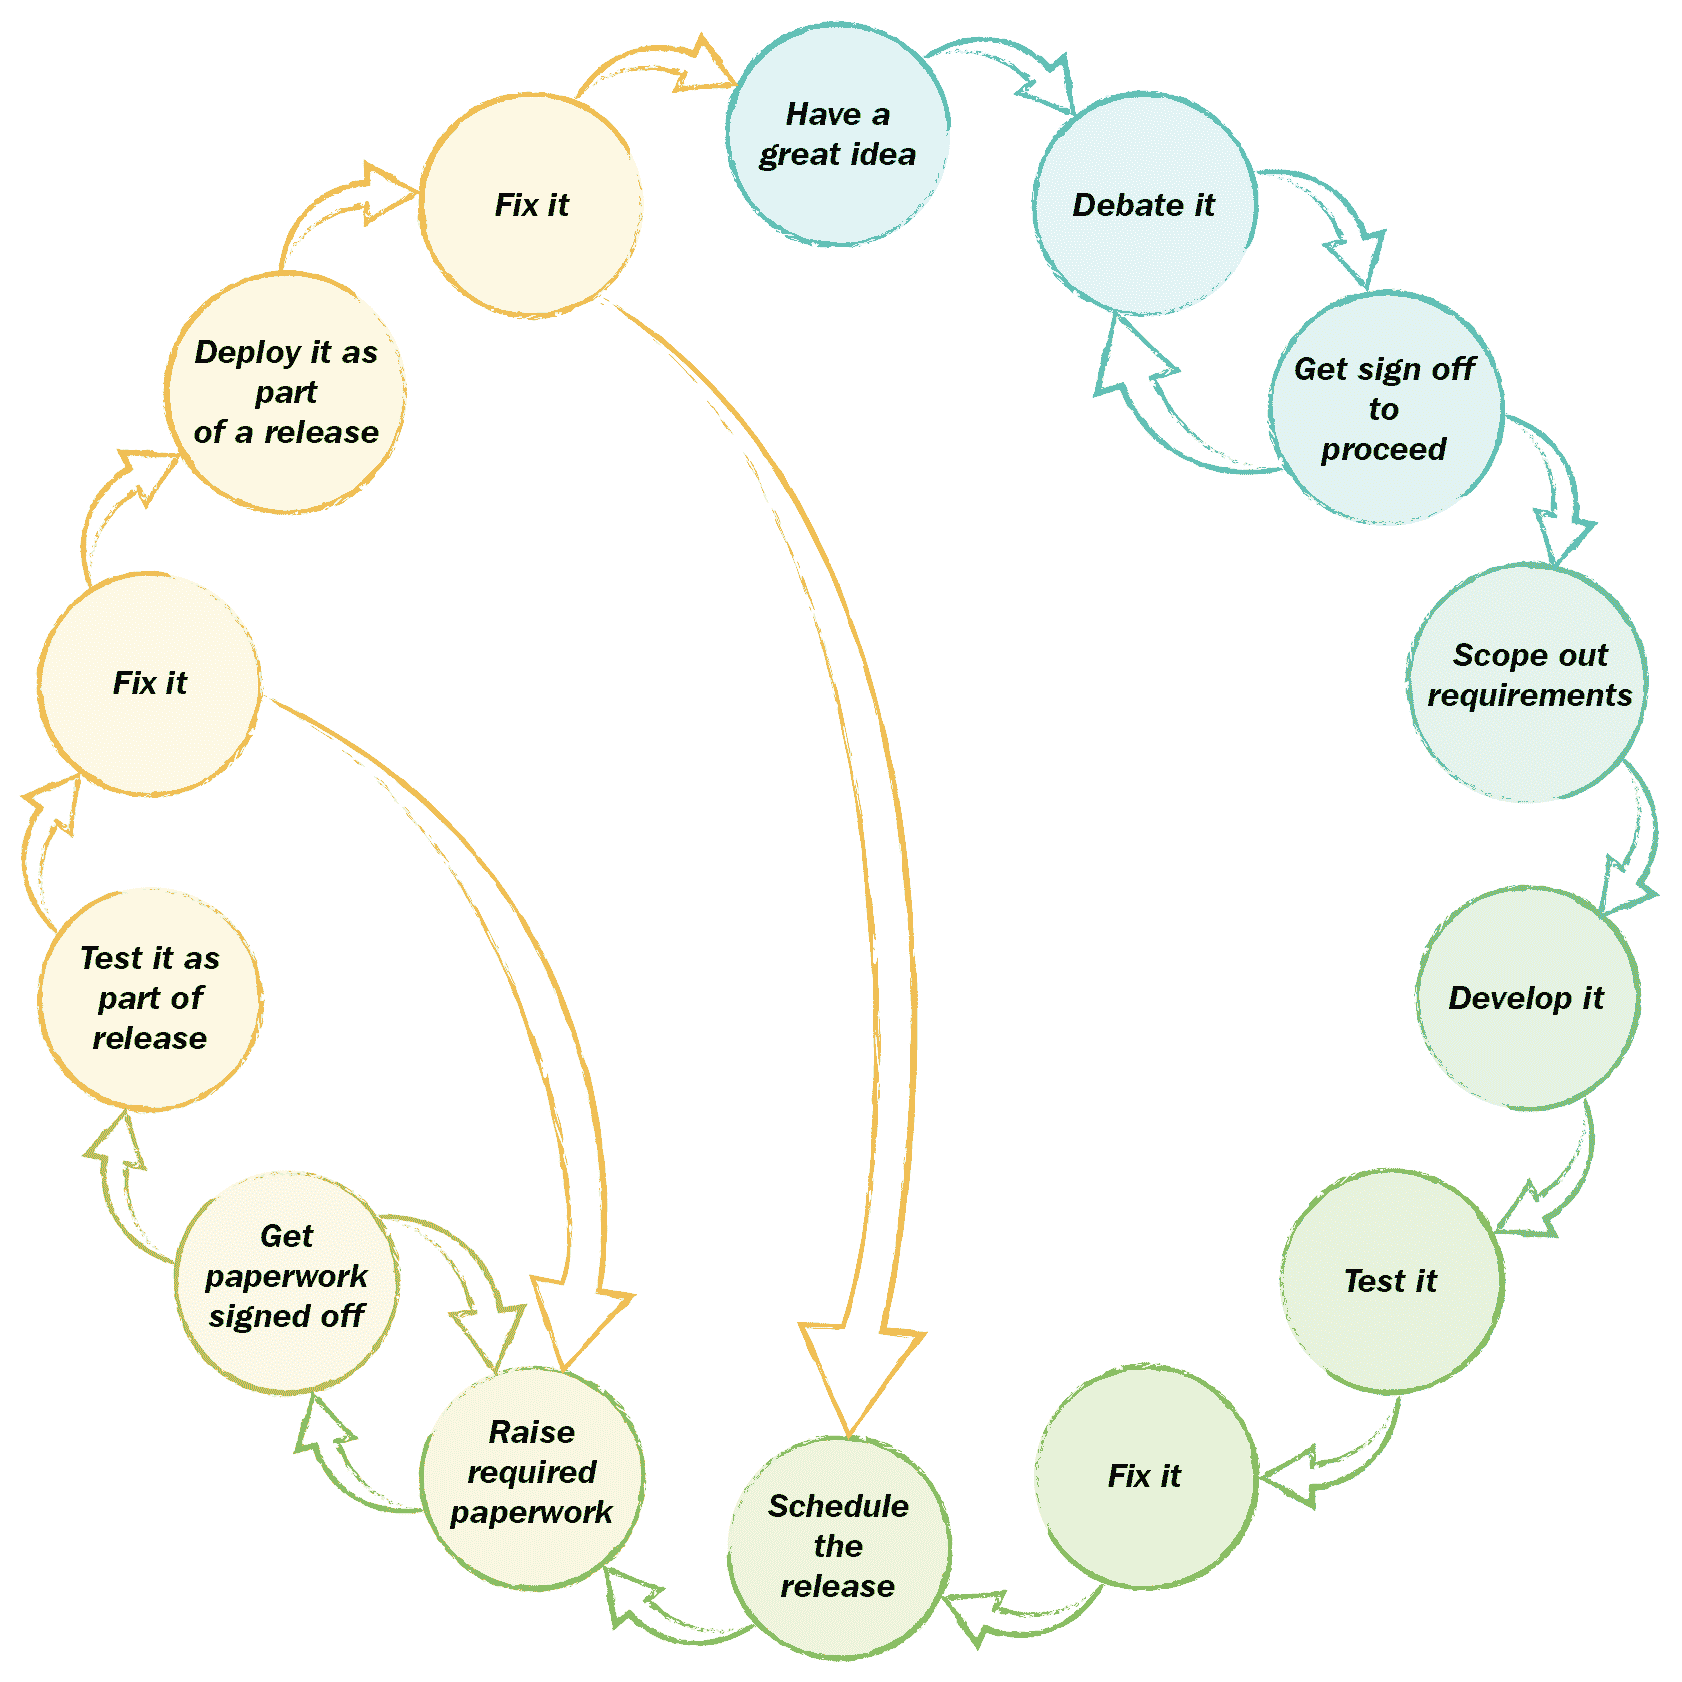 Have a
great idea
Debate it
Get sign off
to
proceed
Scope out
requirements
Develop it
Test it
Fix it
Schedule
the
release
Raise
required
paperwork
Get
paperwork
signed off
Test it as
part of
release
Fix it
Deploy it as
part
of a release
Fix it